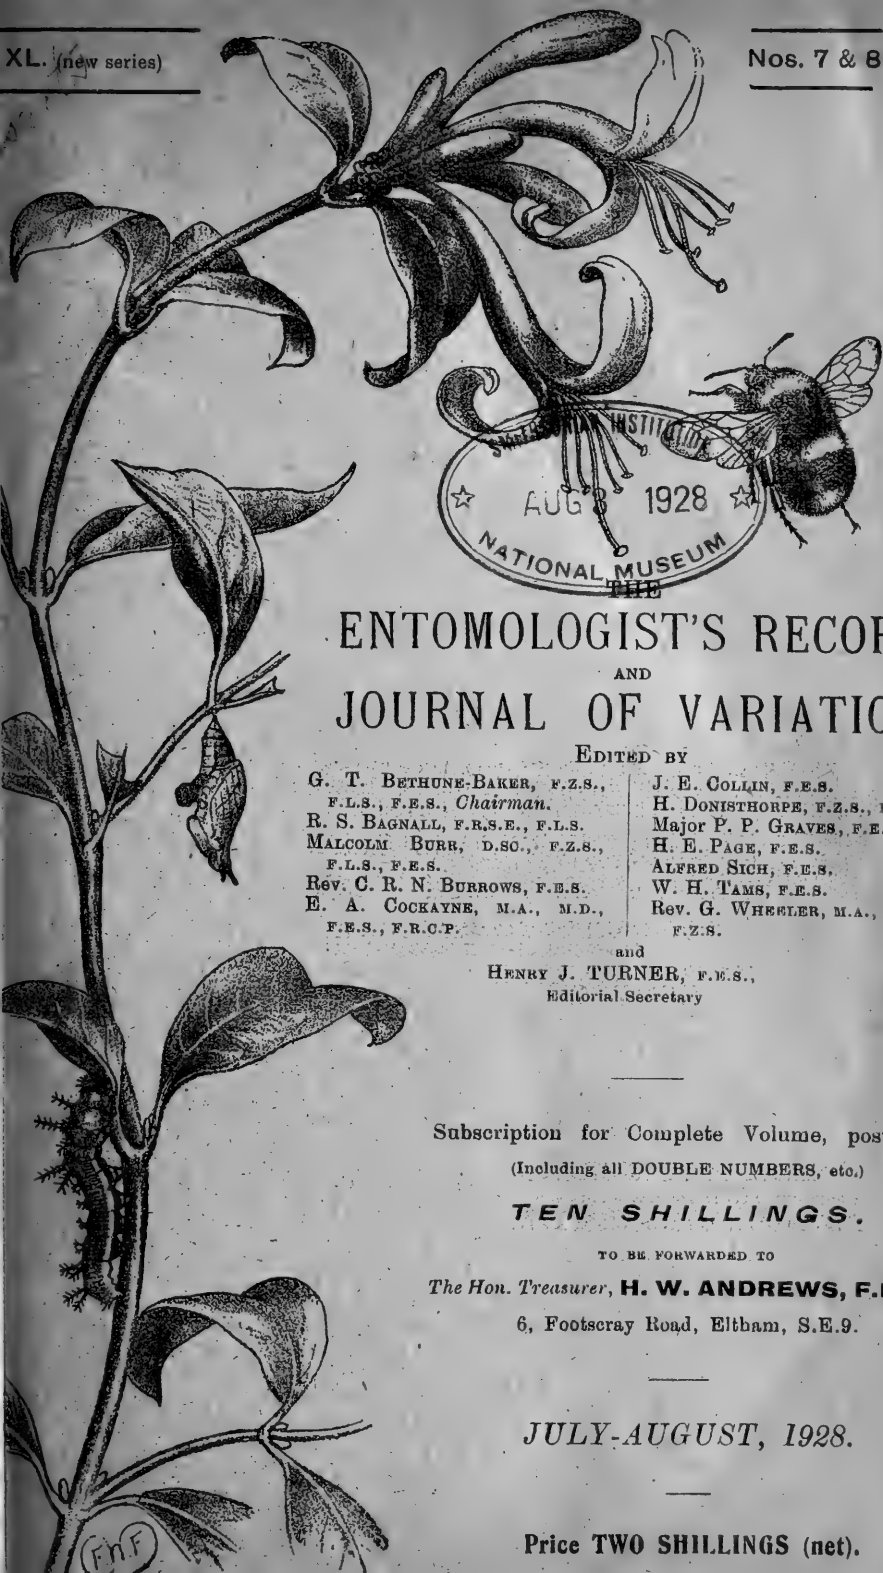 XL. (new series)
Nos. 7 & 8
SMITHSONIAN INSTITUTION
AUG 3 1928
NATIONAL MUSEUM
THE
ENTOMOLOGIST'S RECOR
AND
JOURNAL OF VARIATIO
EDITED BY
G. T. BETHUNE-BAKER, F.Z.S.,
F.L.S., F.E.S., Chairman.
R. S. BAGNALL, F.R.S.E., F.L.S.
MALCOLM BURR, D.SC., F.Z.S.,
F.L.S., F.E.S.
Rev. C. R. N. BURROWS, F.E.S.
E. A. COCKAYNE, M.A., M.D.,
F.E.S., F.R.C.P.
J. E. COLLIN, F.E.S.
H. DONISTHORPE, F.Z.S.,
Major P. P. GRAVES, F.E.
H. E. PAGE, F.E.S.
ALFRED SICH, F.E.S.
W. H. TAMS, F.E.S.
Rev. G. WHEELER, M.A.,
F.Z.S.
and
HENRY J. TURNER, F.E.S.,
Editorial Secretary
Subscription for Complete Volume, pos
(Including all DOUBLE NUMBERS, etc.)
TEN SHILLINGS.
TO BE FORWARDED TO
The Hon. Treasurer, H. W. ANDREWS, F.
6, Footscray Road, Eltham, S.E.9.
JULY-AUGUST, 1928.
Price TWO SHILLINGS (net).
F N F